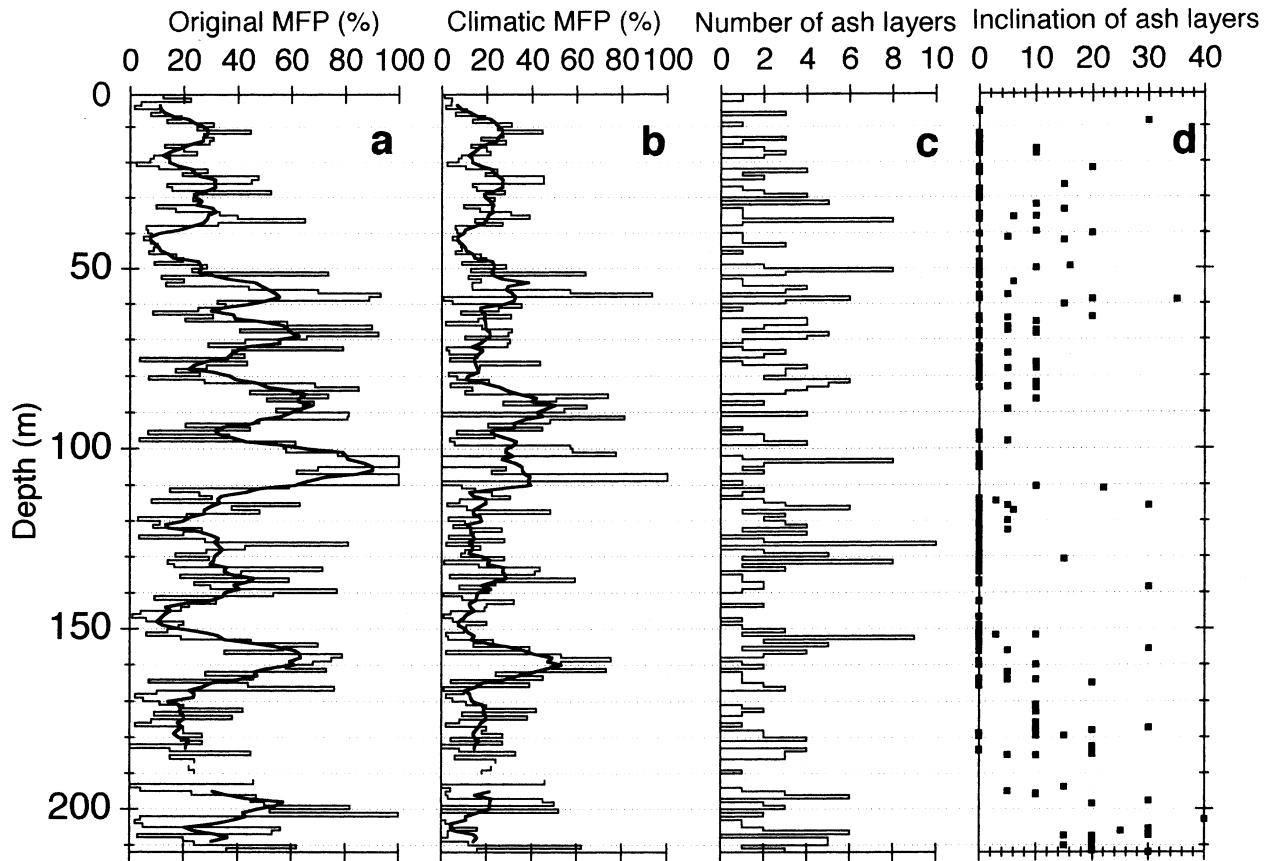 Original MFP (%) Climatic MFP (%) Number of ash layers Inclination of ash layers
0 20 40 60 80 100 0 20 40 60 80 100 0 2 4 6 8 10 0 10 20 30 40
0
a b c d
50
100
Depth (m)
150
200